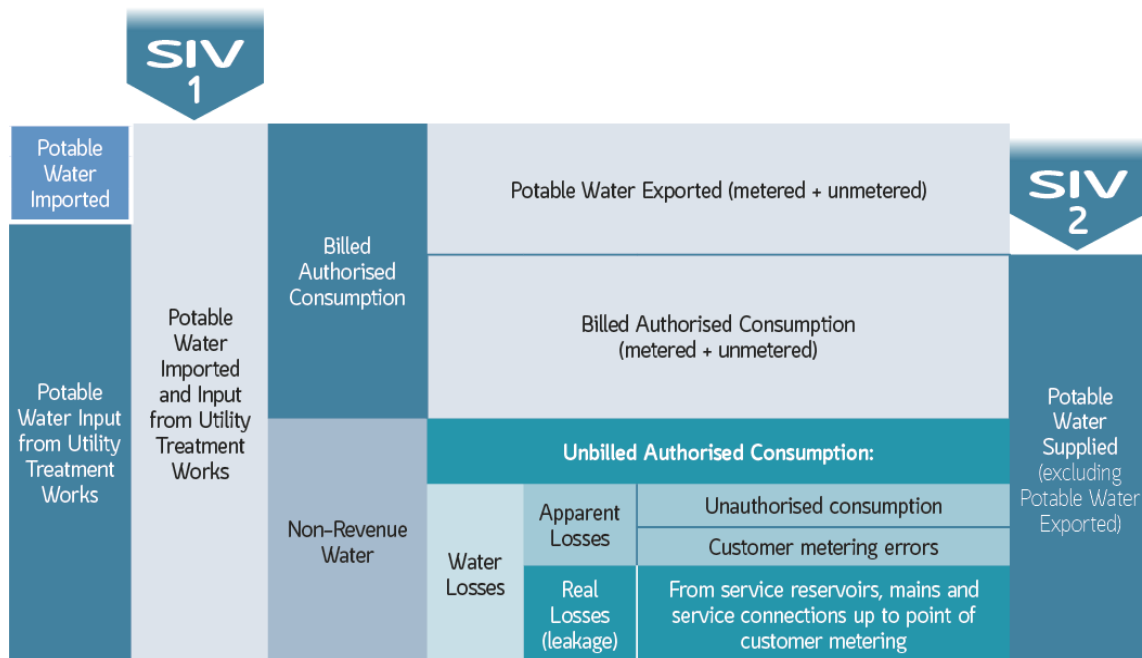 SIV
1
Potable
Water
Imported
Potable
Water Input
from Utility
Treatment
Works
Potable
Water
Imported
and Input
from Utility
Treatment
Works
Billed
Authorised
Consumption
Non-Revenue
Water
Potable Water Exported (metered + unmetered)
Billed Authorised Consumption
(metered + unmetered)
Unbilled Authorised Consumption:
Water
Losses
Apparent
Losses
Unauthorised consumption
Customer metering errors
Real
Losses
(leakage)
From service reservoirs, mains and
service connections up to point of
customer metering
SIV
2
Potable
Water
Supplied
(excluding
Potable Water
Exported)